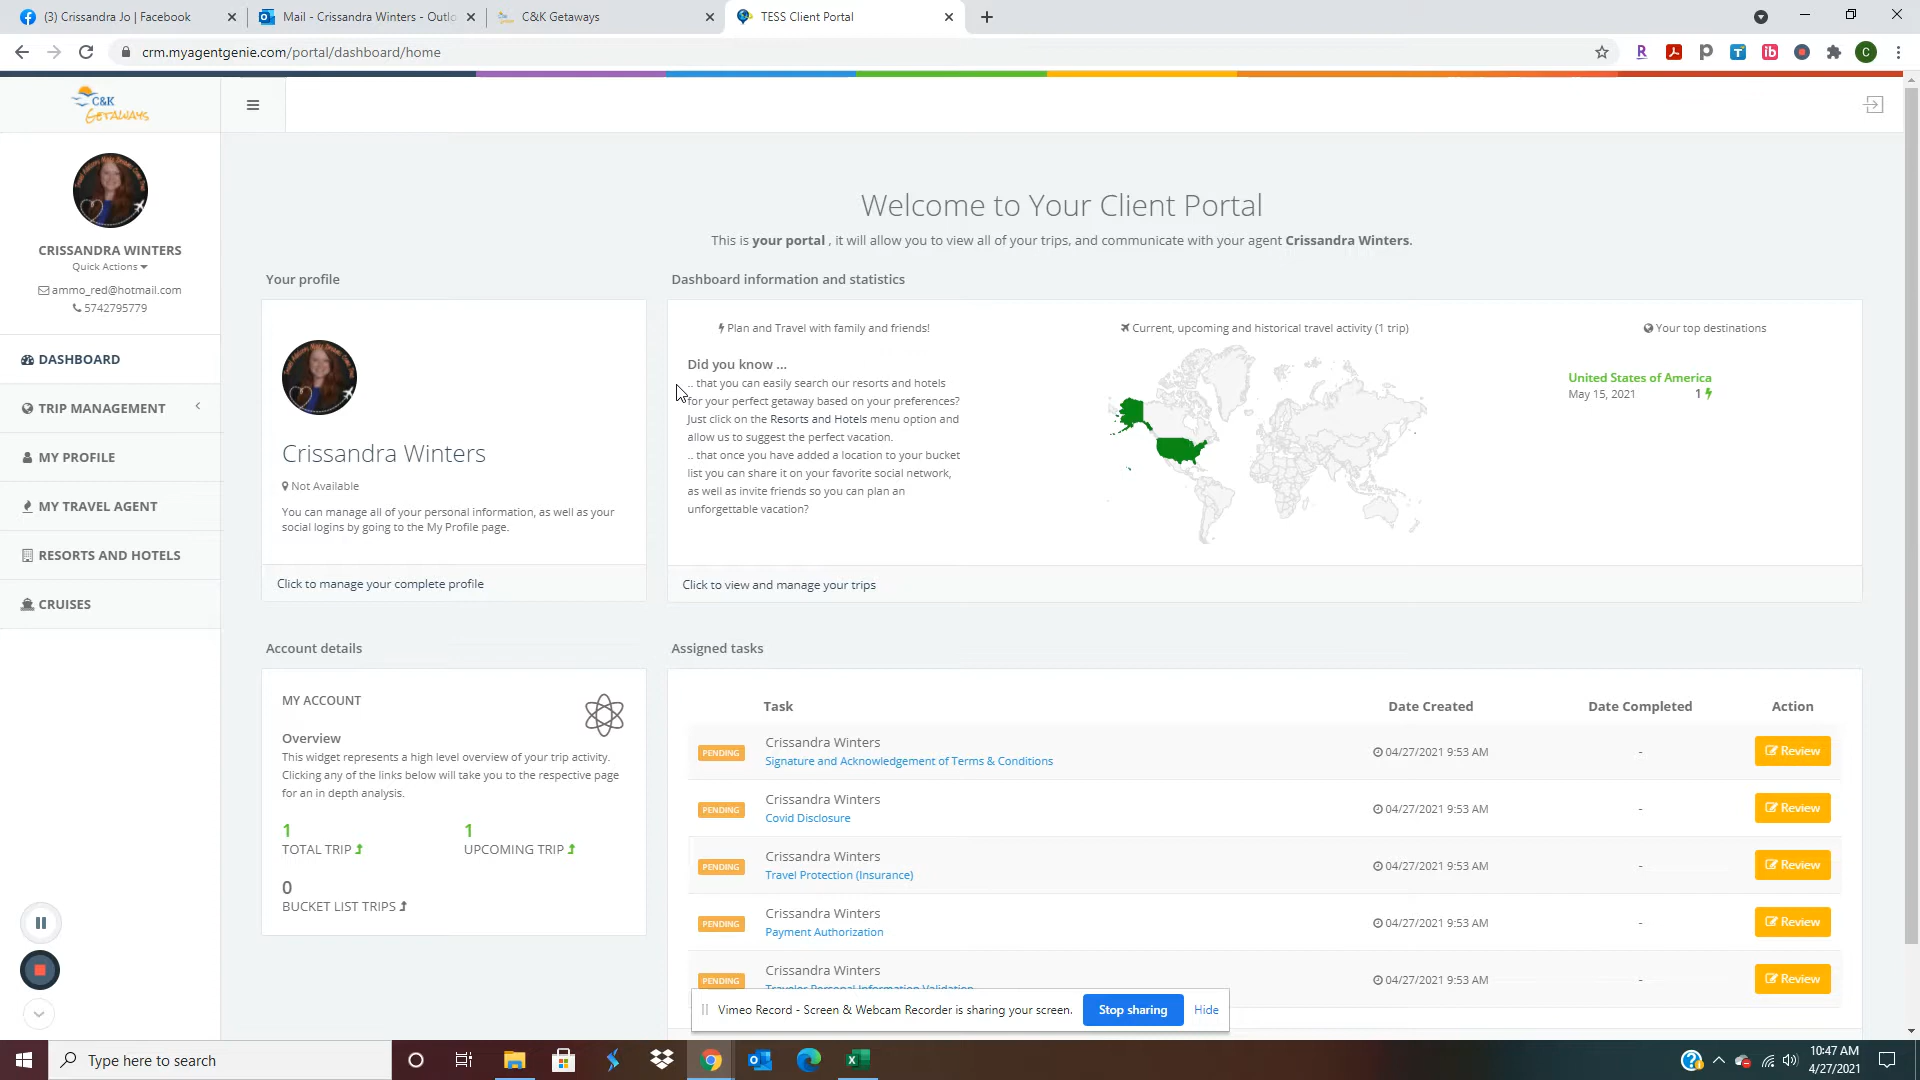 (3) Crissandra Jo | Facebook
Mail - Crissandra Winters - Outlo
C&K Getaways
TESS Client Portal
crm.myagentgenie.com/portal/dashboard/home
C&K
GETAWAYS
CRISSANDRA WINTERS
Quick Actions
ammo_red@hotmail.com
5742795779
DASHBOARD
TRIP MANAGEMENT
MY PROFILE
MY TRAVEL AGENT
RESORTS AND HOTELS
CRUISES
Welcome to Your Client Portal
This is your portal , it will allow you to view all of your trips, and communicate with your agent Crissandra Winters.
Your profile
Crissandra Winters
Not Available
You can manage all of your personal information, as well as your
social logins by going to the My Profile page.
Click to manage your complete profile
Dashboard information and statistics
Plan and Travel with family and friends!
Did you know ...
.. that you can easily search our resorts and hotels
for your perfect getaway based on your preferences?
Just click on the Resorts and Hotels menu option and
allow us to suggest the perfect vacation.
.. that once you have added a location to your bucket
list you can share it on your favorite social network,
as well as invite friends so you can plan an
unforgettable vacation?
Current, upcoming and historical travel activity (1 trip)
Your top destinations
United States of America
May 15, 2021 1
Click to view and manage your trips
Account details
MY ACCOUNT
Overview
This widget represents a high level overview of your trip activity.
Clicking any of the links below will take you to the respective page
for an in depth analysis.
1
TOTAL TRIP
1
UPCOMING TRIP
0
BUCKET LIST TRIPS
Assigned tasks
Task Date Created Date Completed Action
PENDING Crissandra Winters 04/27/2021 9:53 AM - Review
Signature and Acknowledgement of Terms & Conditions
PENDING Crissandra Winters 04/27/2021 9:53 AM - Review
Covid Disclosure
PENDING Crissandra Winters 04/27/2021 9:53 AM - Review
Travel Protection (Insurance)
PENDING Crissandra Winters 04/27/2021 9:53 AM - Review
Payment Authorization
PENDING Crissandra Winters 04/27/2021 9:53 AM - Review
Traveler Personal Information Validation
Vimeo Record - Screen & Webcam Recorder is sharing your screen. Stop sharing Hide
Type here to search
10:47 AM
4/27/2021